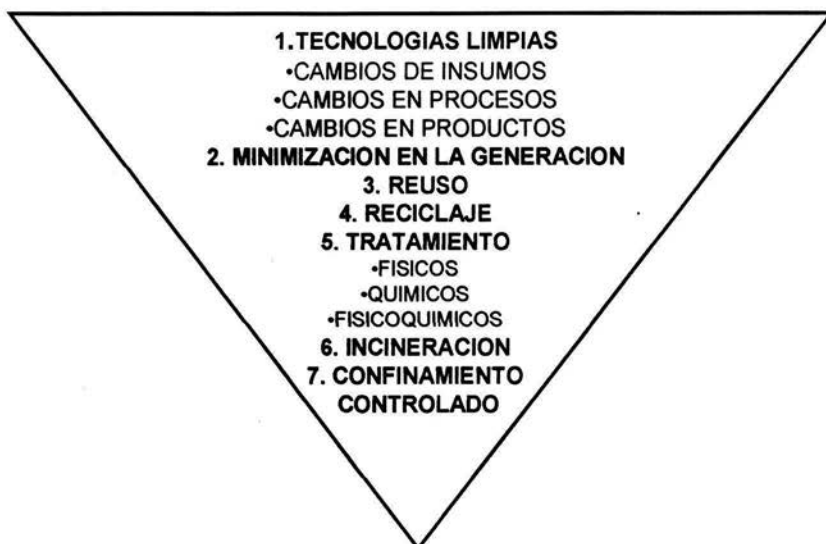 1.TECNOLOGIAS LIMPIAS
•CAMBIOS DE INSUMOS
•CAMBIOS EN PROCESOS
•CAMBIOS EN PRODUCTOS
2. MINIMIZACION EN LA GENERACION
3. REUSO
4. RECICLAJE
5. TRATAMIENTO
•FISICOS
•QUIMICOS
•FISICOQUIMICOS
6. INCINERACION
7. CONFINAMIENTO
CONTROLADO